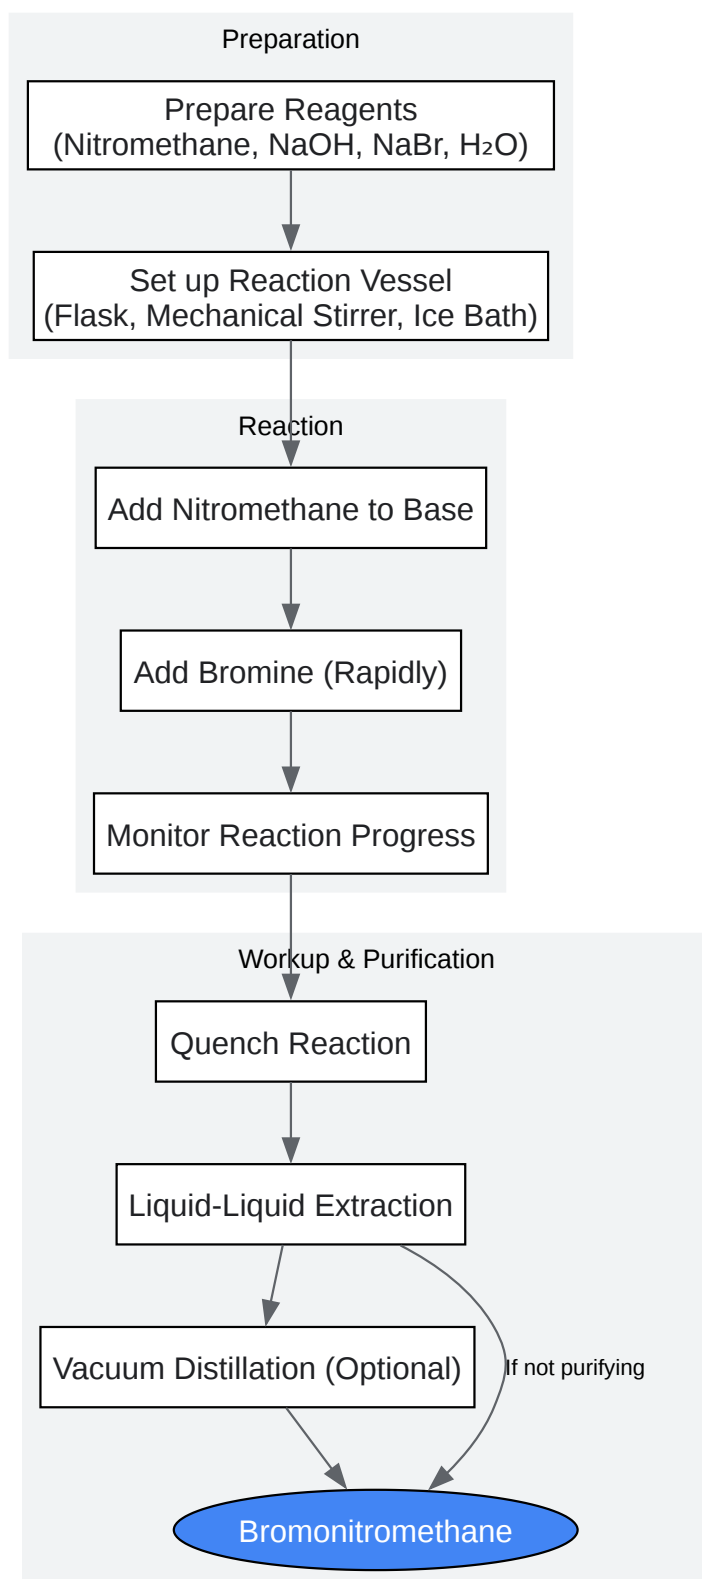 Preparation
Prepare Reagents
(Nitromethane, NaOH, NaBr, H₂O)
Set up Reaction Vessel
(Flask, Mechanical Stirrer, Ice Bath)
Reaction
Add Nitromethane to Base
Add Bromine (Rapidly)
Monitor Reaction Progress
Workup & Purification
Quench Reaction
Liquid-Liquid Extraction
Vacuum Distillation (Optional)
If not purifying
Bromonitromethane